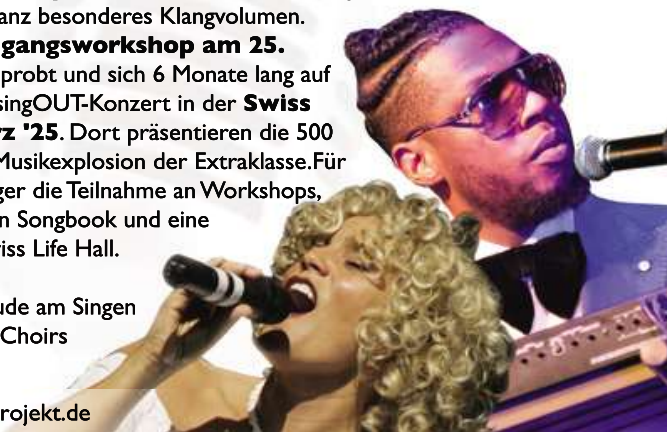 anz besonderes Klangvolumen.
gangsworkshop am 25.
probt und sich 6 Monate lang auf
singOUT-Konzert in der Swiss
rz '25. Dort präsentieren die 500
Musikexplosion der Extraklasse.Für
ger die Teilnahme an Workshops,
n Songbook und eine
iss Life Hall.
ude am Singen
Choirs
rojekt.de